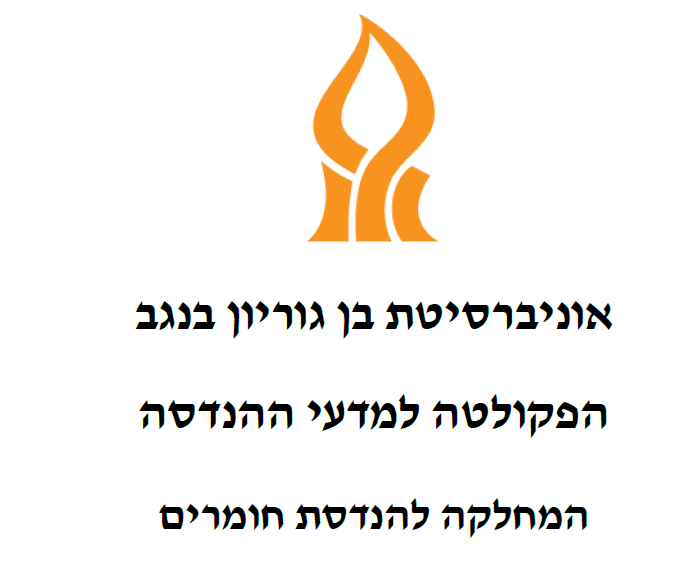 אוניברסיטת בן גוריון בנגב
הפקולטה למדעי ההנדסה
המחלקה להנדסת חומרים